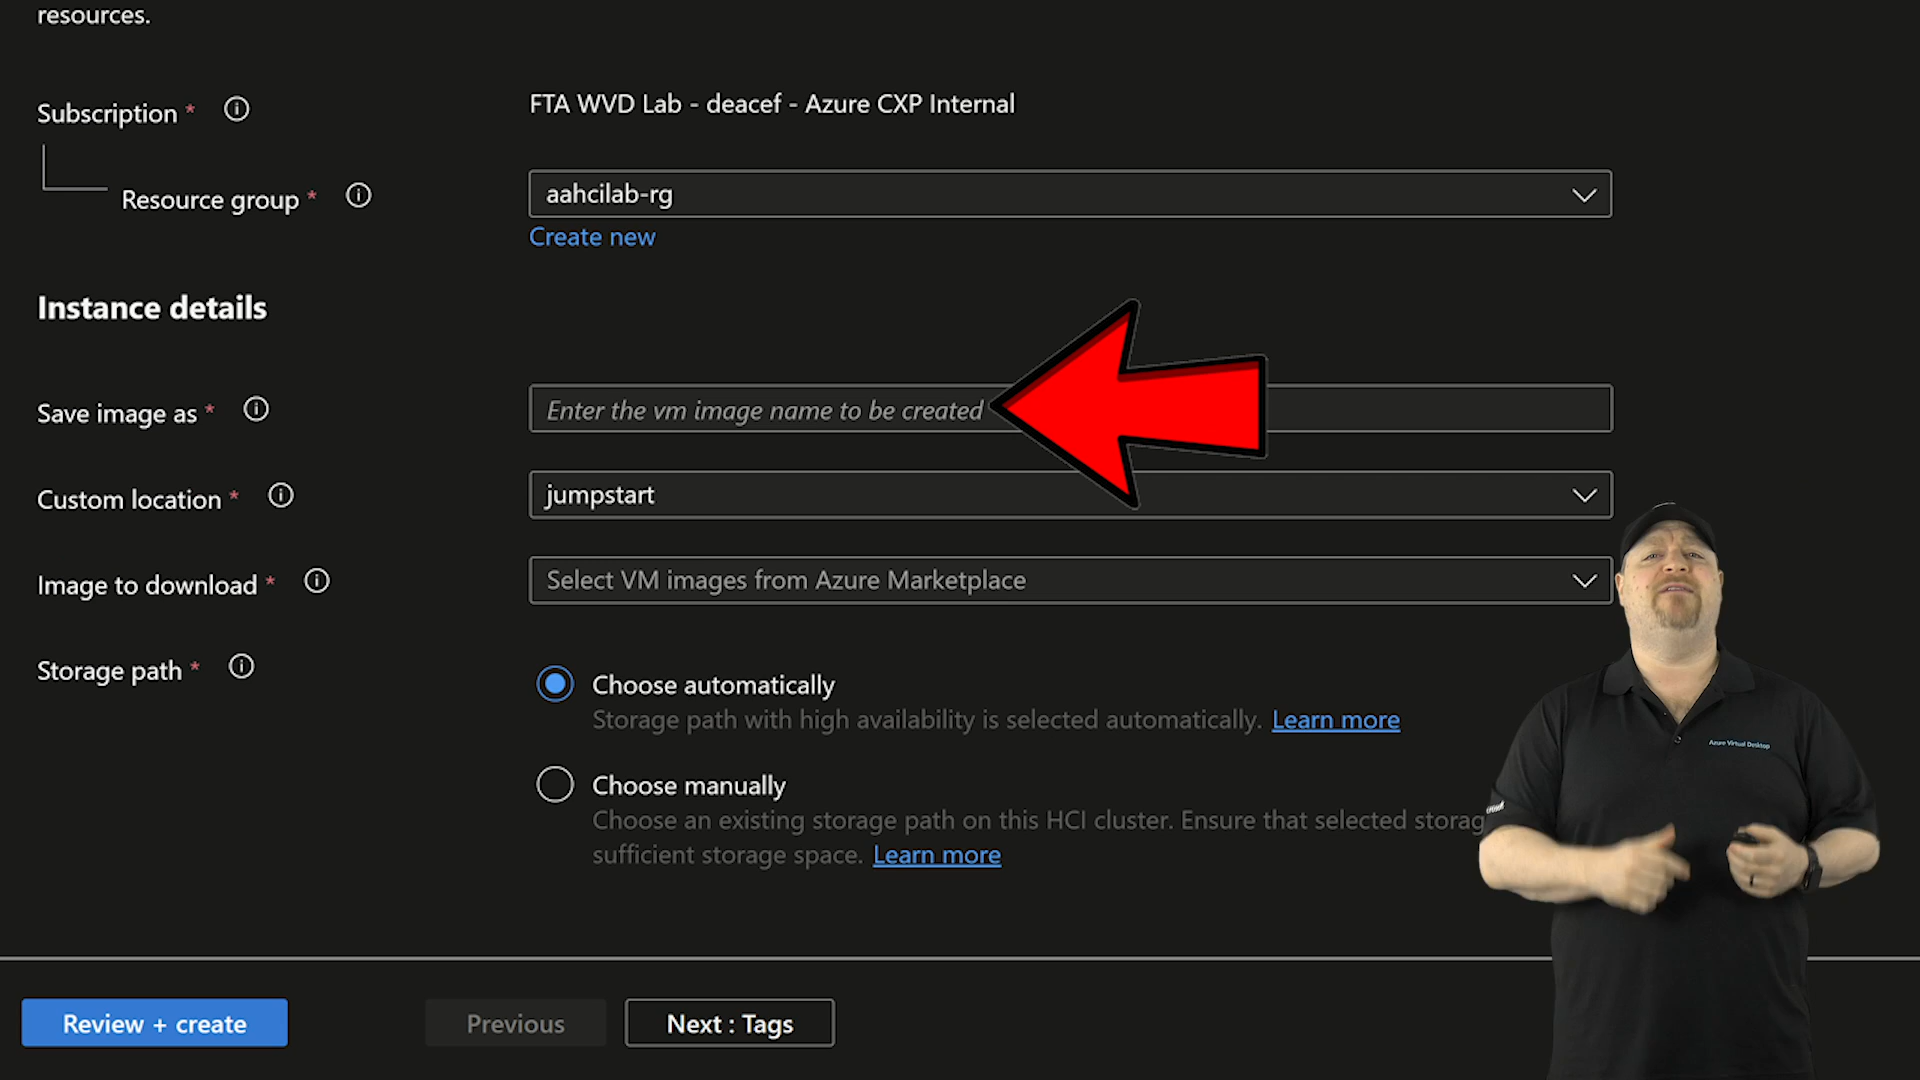 resources.
Subscription *
FTA WVD Lab - deacef - Azure CXP Internal
Resource group *
aahcilab-rg
Create new
Instance details
Save image as *
Enter the vm image name to be created
Custom location *
jumpstart
Image to download *
Select VM images from Azure Marketplace
Storage path *
Choose automatically
Storage path with high availability is selected automatically. Learn more
Choose manually
Choose an existing storage path on this HCI cluster. Ensure that selected storag
sufficient storage space. Learn more
Azure Virtual Desktop
Review + create
Previous
Next : Tags